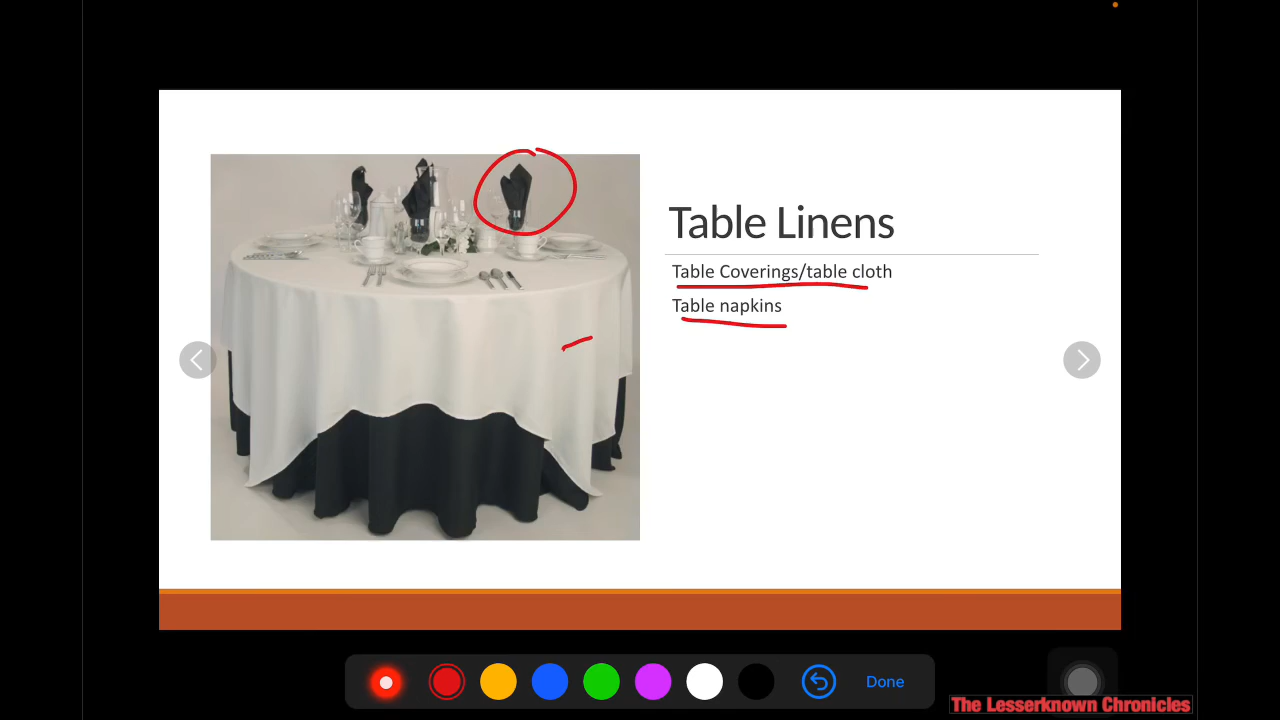 Table Linens
Table Coverings/table cloth
Table napkins
Done
The Lesserknown Chronicles